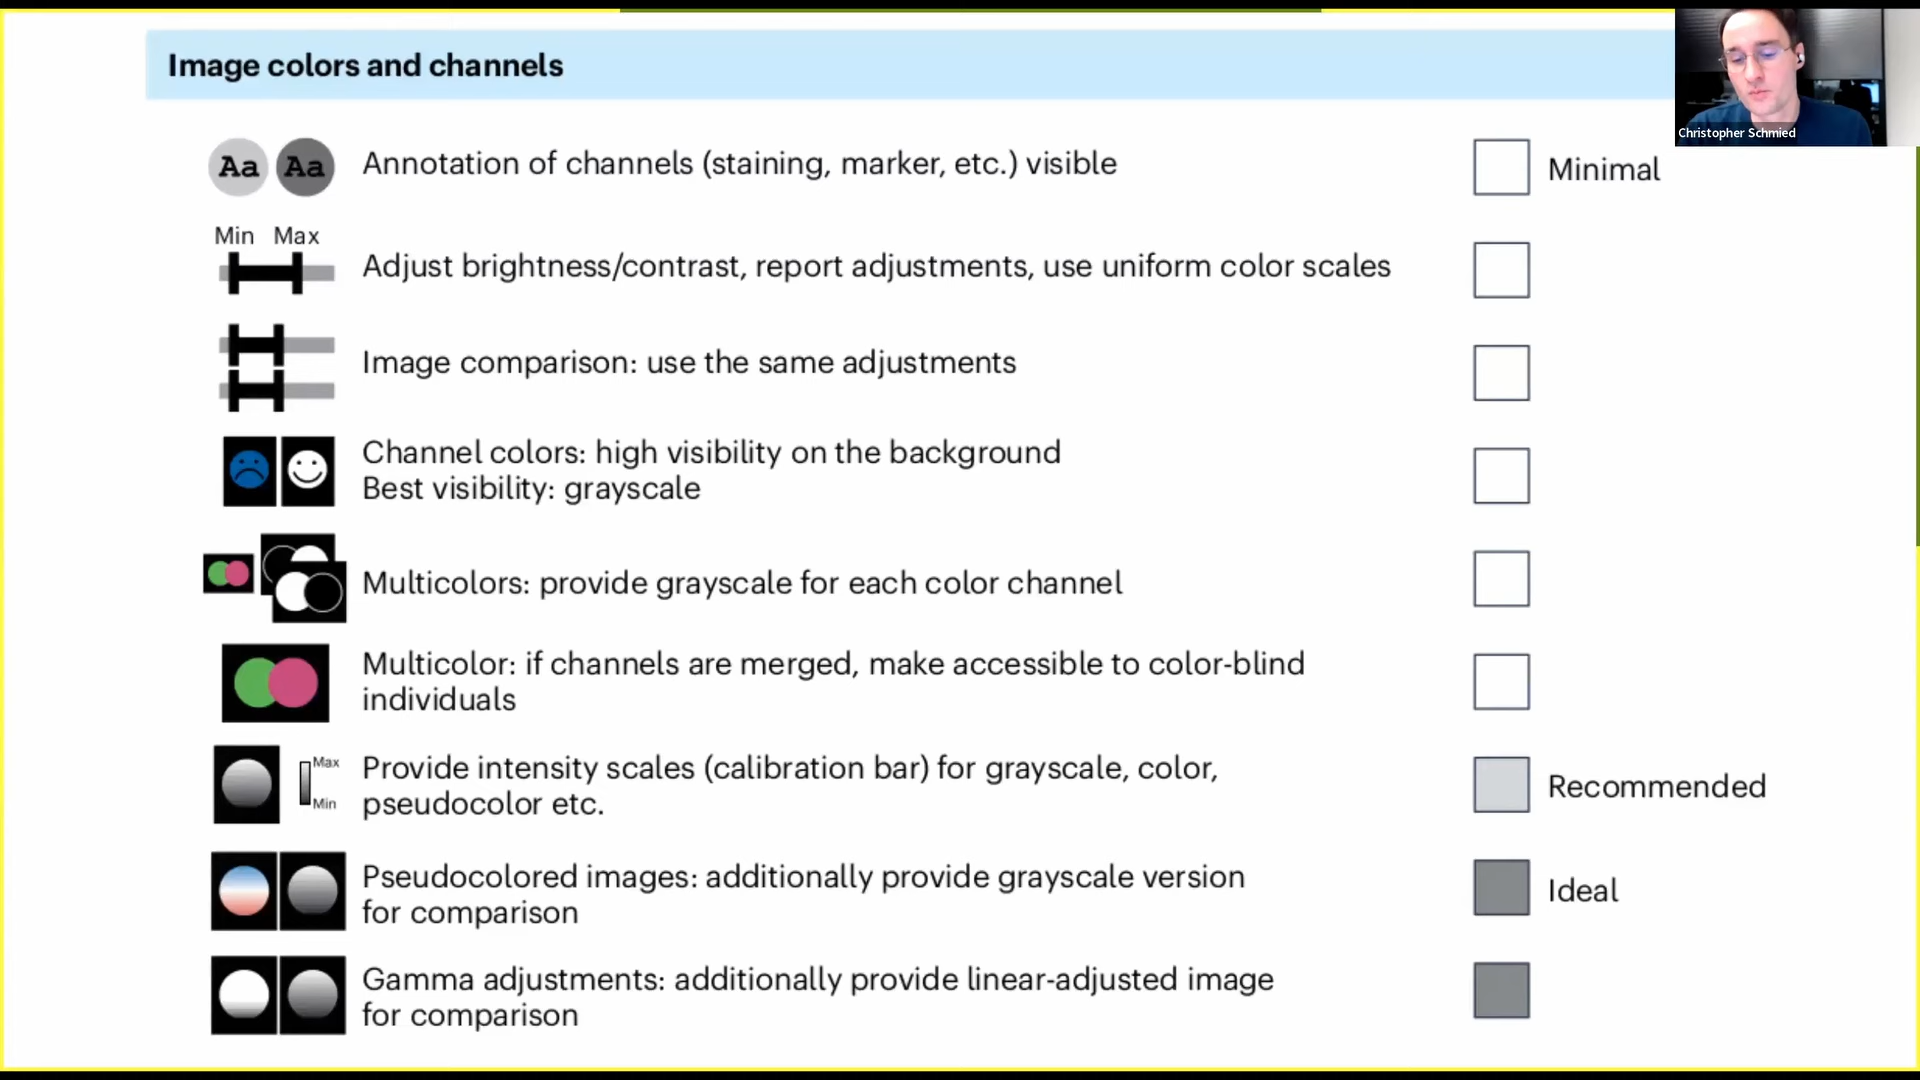 Image colors and channels
Christopher Schmied
Aa Aa Annotation of channels (staining, marker, etc.) visible
Minimal
Min Max
Adjust brightness/contrast, report adjustments, use uniform color scales
Image comparison: use the same adjustments
Channel colors: high visibility on the background
Best visibility: grayscale
Multicolors: provide grayscale for each color channel
Multicolor: if channels are merged, make accessible to color-blind
individuals
Max
Min
Provide intensity scales (calibration bar) for grayscale, color,
pseudocolor etc.
Recommended
Pseudocolored images: additionally provide grayscale version
for comparison
Ideal
Gamma adjustments: additionally provide linear-adjusted image
for comparison